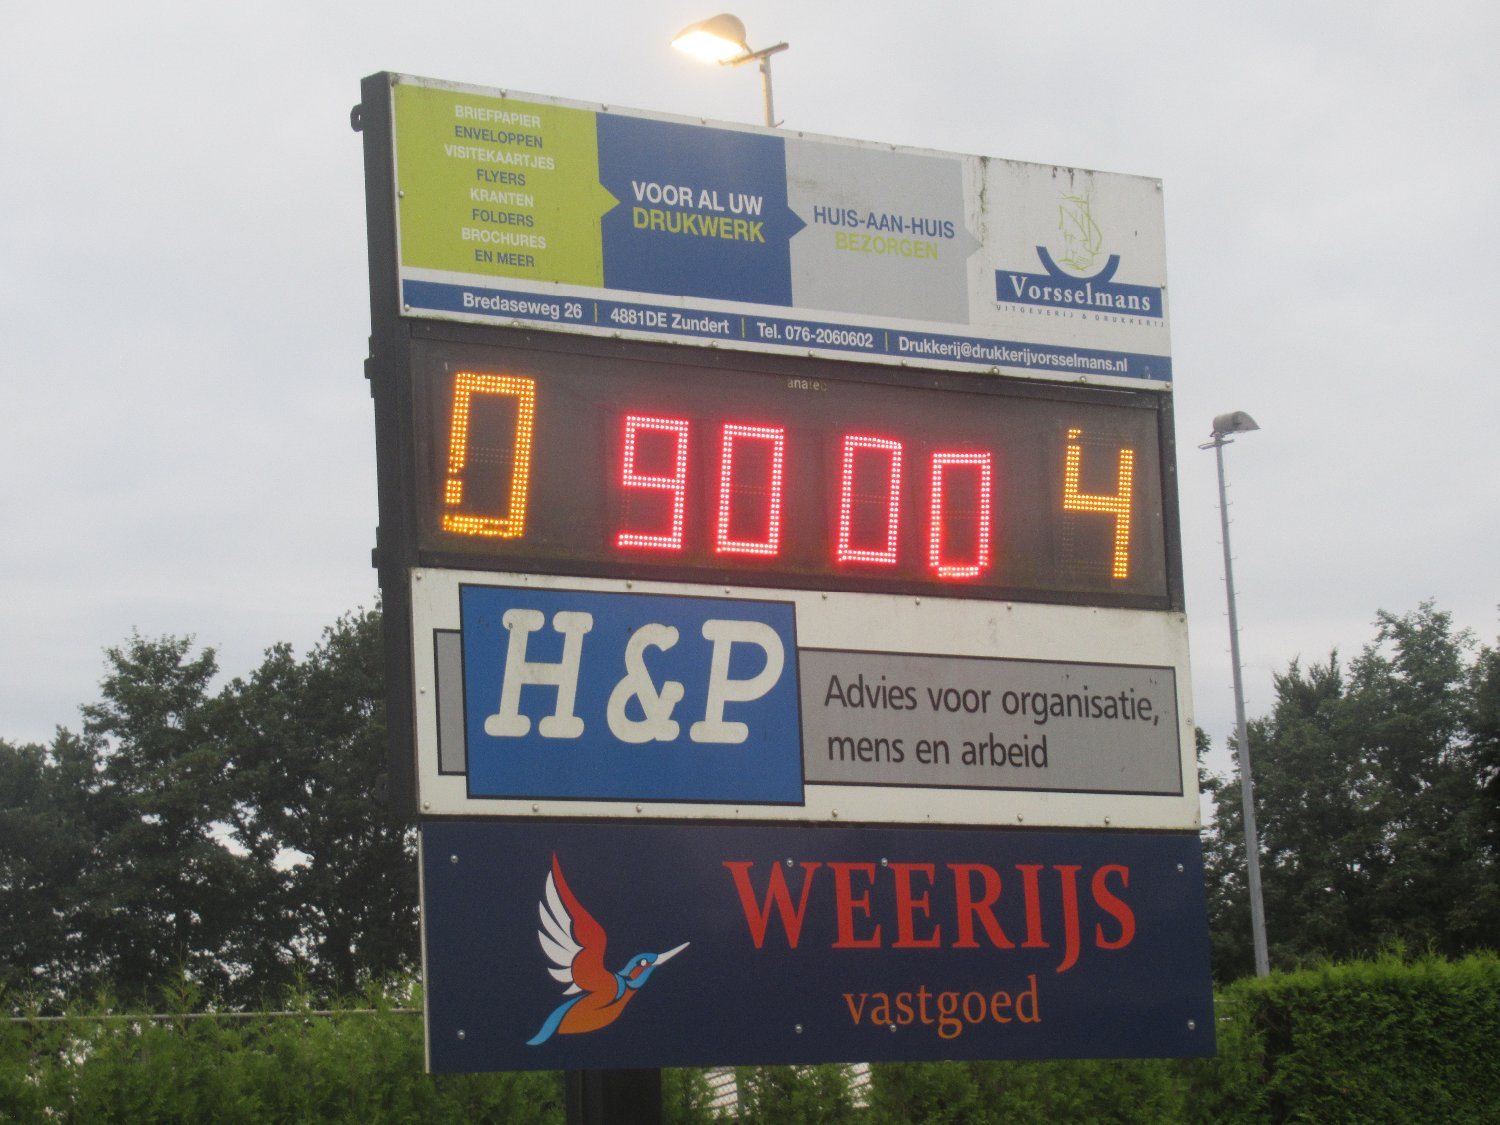 BRIEFPAPIER
ENVELOPPEN
VISITEKAARTJES
FLYERS
KRANTEN
FOLDERS
BROCHURES
EN MEER
VOOR AL UW
DRUKWERK
HUIS-AAN-HUIS
BEZORGEN
Vorsselmans
UITGEVERIJ & DRUKKERIJ
Bredaseweg 26 | 4881DE Zundert | Tel. 076-2060602 | Drukkerij@drukkerijvorsselmans.nl
0 90 00 4
H&P
Advies voor organisatie,
mens en arbeid
WEERIJS
vastgoed